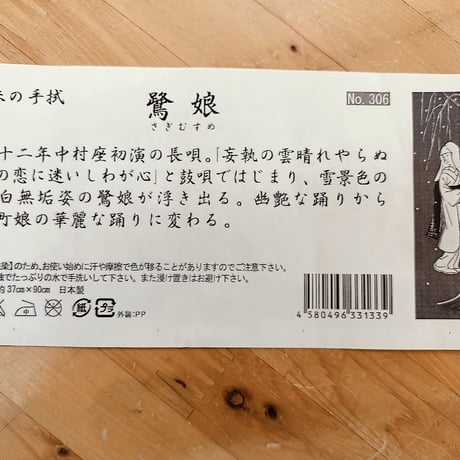 の手拭
鷺娘
さぎむすめ
No. 306
十二年中村座初演の長唄。「妄執の雲晴れやらぬ
の恋に迷いしわが心」と鼓唄ではじまり、雪景色の
白無垢姿の鷺娘が浮き出る。幽艶な踊りから
町娘の華麗な踊りに変わる。
染】のため、お使い始めに汗や摩擦で色が移ることがありますのでご注意下さい。
独でたっぷりの水で手洗いして下さい。また浸け置きはお避け下さい。
約37cm×90cm 日本製
紙 プラ 外装:PP
4 580496 331339